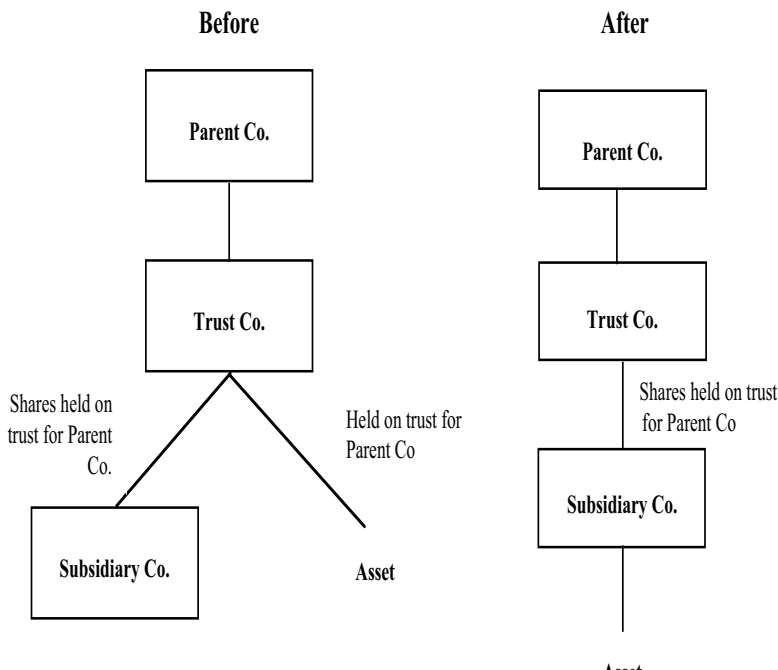 Before
Parent Co.
Trust Co.
Shares held on
trust for Parent
Co.
Held on trust for
Parent Co
Subsidiary Co.
Asset
After
Parent Co.
Trust Co.
Shares held on trust
for Parent Co
Subsidiary Co.
Asset